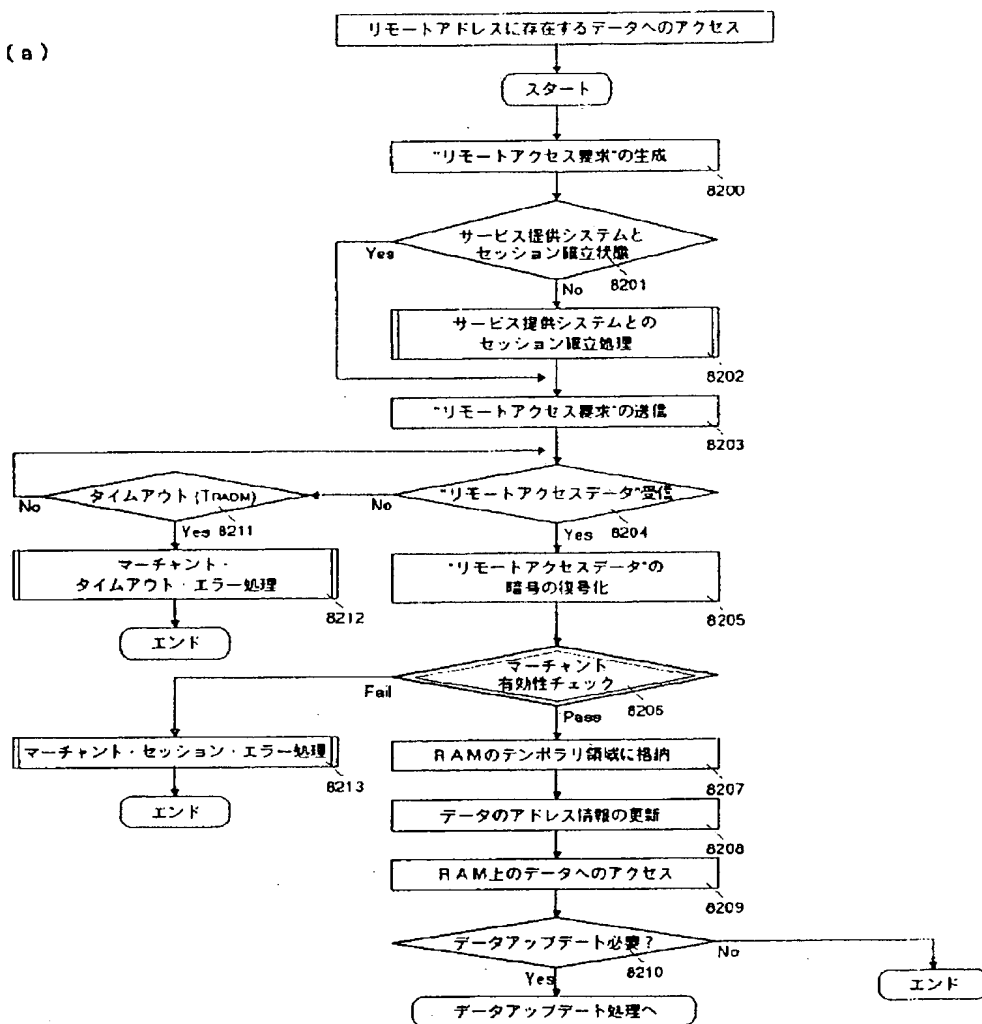 (a)
リモートアドレスに存在するデータへのアクセス
スタート
"リモートアクセス要求"の生成
8200
サービス提供システムと
セッション確立状態
8201
Yes
No
サービス提供システムとの
セッション確立処理
8202
"リモートアクセス要求"の送信
8203
"リモートアクセスデータ"受信
8204
No
Yes
タイムアウト(TRADM)
8211
No
Yes
マーチャント・
タイムアウト・エラー処理
8212
エンド
"リモートアクセスデータ"の
暗号の復号化
8205
マーチャント
有効性チェック
8206
Fail
Pass
マーチャント・セッション・エラー処理
8213
エンド
RAMのテンポラリ領域に格納
8207
データのアドレス情報の更新
8208
RAM上のデータへのアクセス
8209
データアップデート必要?
8210
No
Yes
エンド
データアップデート処理へ